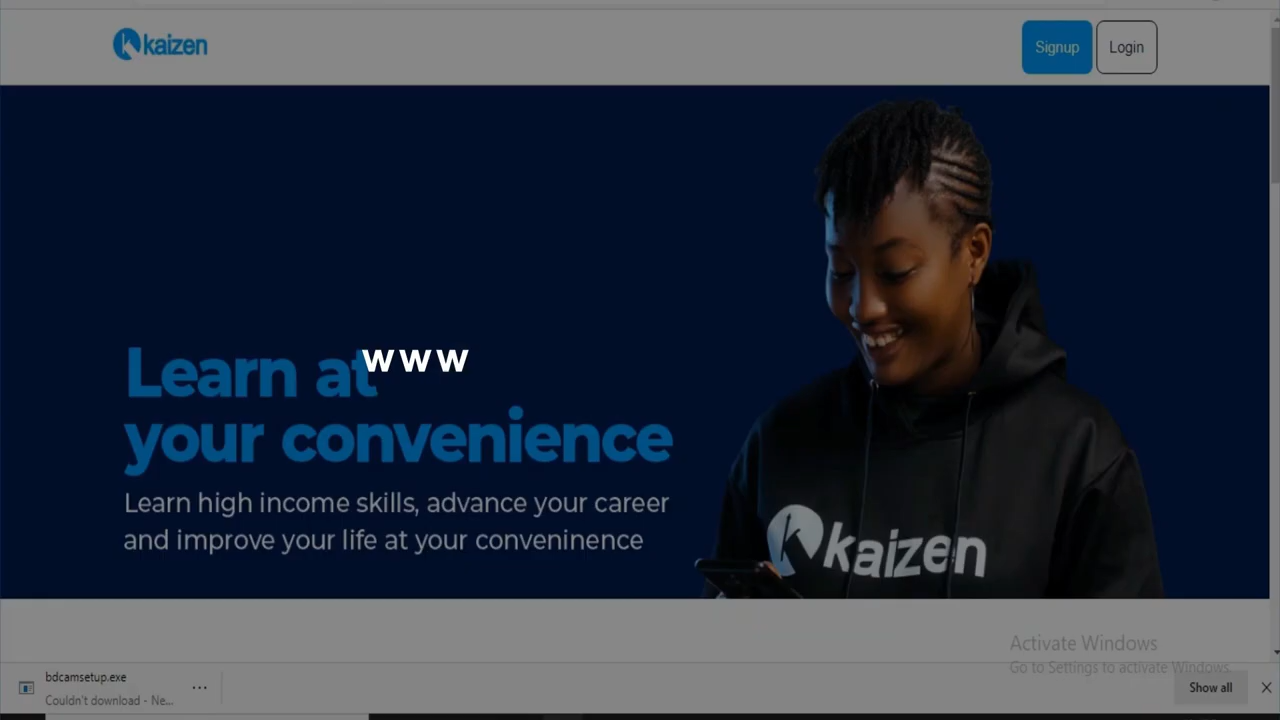 kaizen
Signup
Login
Learn at
www
your convenience
Learn high income skills, advance your career
and improve your life at your conveninence
kaizen
Activate Windows
Go to Settings to activate Windows.
bdcamsetup.exe
Couldn't download - Ne...
Show all